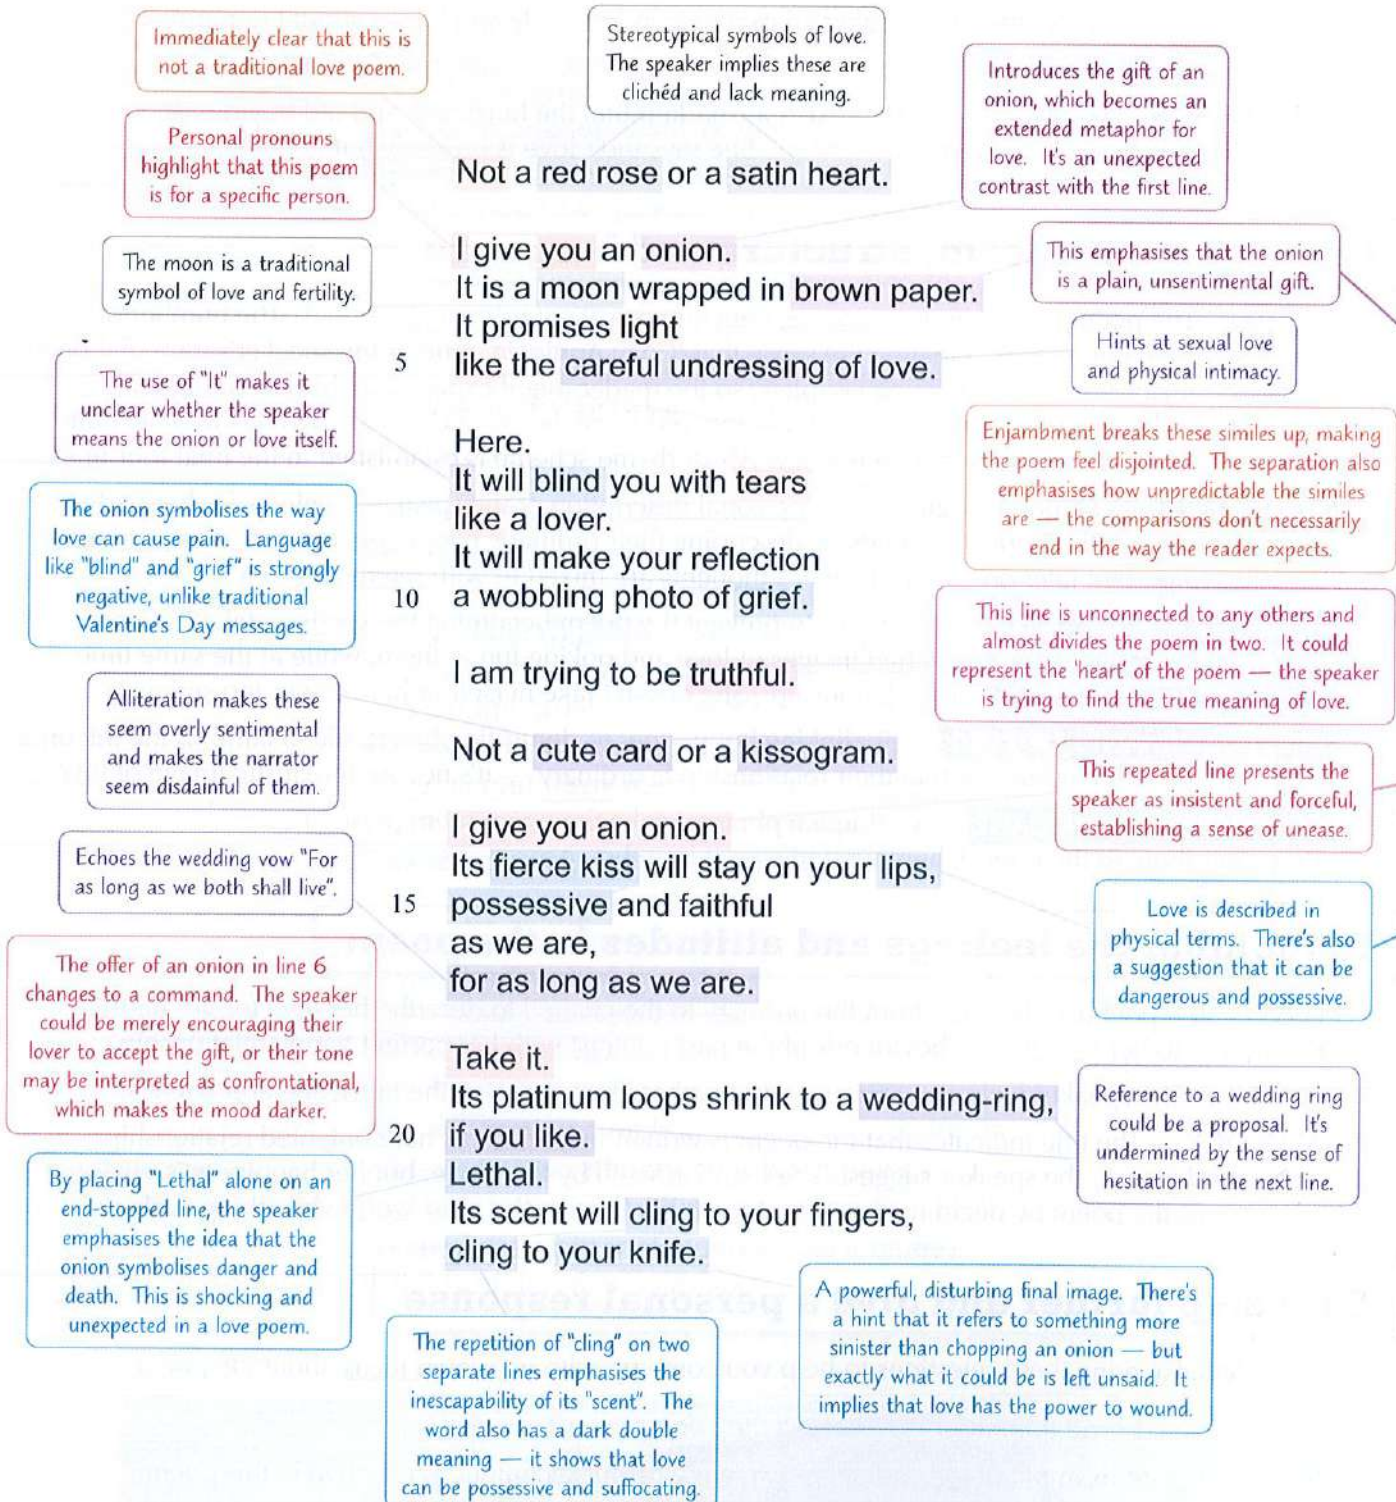 Immediately clear that this is
not a traditional love poem.
Stereotypical symbols of love.
The speaker implies these are
clichéd and lack meaning.
Introduces the gift of an
onion, which becomes an
extended metaphor for
love. It's an unexpected
contrast with the first line.
Personal pronouns
highlight that this poem
is for a specific person.
The moon is a traditional
symbol of love and fertility.
This emphasises that the onion
is a plain, unsentimental gift.
Hints at sexual love
and physical intimacy.
The use of "It" makes it
unclear whether the speaker
means the onion or love itself.
Enjambment breaks these similes up, making
the poem feel disjointed. The separation also
emphasises how unpredictable the similes
are — the comparisons don't necessarily
end in the way the reader expects.
The onion symbolises the way
love can cause pain. Language
like "blind" and "grief" is strongly
negative, unlike traditional
Valentine's Day messages.
This line is unconnected to any others and
almost divides the poem in two. It could
represent the 'heart' of the poem — the speaker
is trying to find the true meaning of love.
Alliteration makes these
seem overly sentimental
and makes the narrator
seem disdainful of them.
This repeated line presents the
speaker as insistent and forceful,
establishing a sense of unease.
Echoes the wedding vow "For
as long as we both shall live".
Love is described in
physical terms. There's also
a suggestion that it can be
dangerous and possessive.
The offer of an onion in line 6
changes to a command. The speaker
could be merely encouraging their
lover to accept the gift, or their tone
may be interpreted as confrontational,
which makes the mood darker.
Reference to a wedding ring
could be a proposal. It's
undermined by the sense of
hesitation in the next line.
By placing "Lethal" alone on an
end-stopped line, the speaker
emphasises the idea that the
onion symbolises danger and
death. This is shocking and
unexpected in a love poem.
The repetition of "cling" on two
separate lines emphasises the
inescapability of its "scent". The
word also has a dark double
meaning — it shows that love
can be possessive and suffocating.
A powerful, disturbing final image. There's
a hint that it refers to something more
sinister than chopping an onion — but
exactly what it could be is left unsaid. It
implies that love has the power to wound.
Not a red rose or a satin heart.
I give you an onion.
It is a moon wrapped in brown paper.
It promises light
5 like the careful undressing of love.
Here.
It will blind you with tears
like a lover.
It will make your reflection
10 a wobbling photo of grief.
I am trying to be truthful.
Not a cute card or a kissogram.
I give you an onion.
Its fierce kiss will stay on your lips,
15 possessive and faithful
as we are,
for as long as we are.
Take it.
Its platinum loops shrink to a wedding-ring,
20 if you like.
Lethal.
Its scent will cling to your fingers,
cling to your knife.